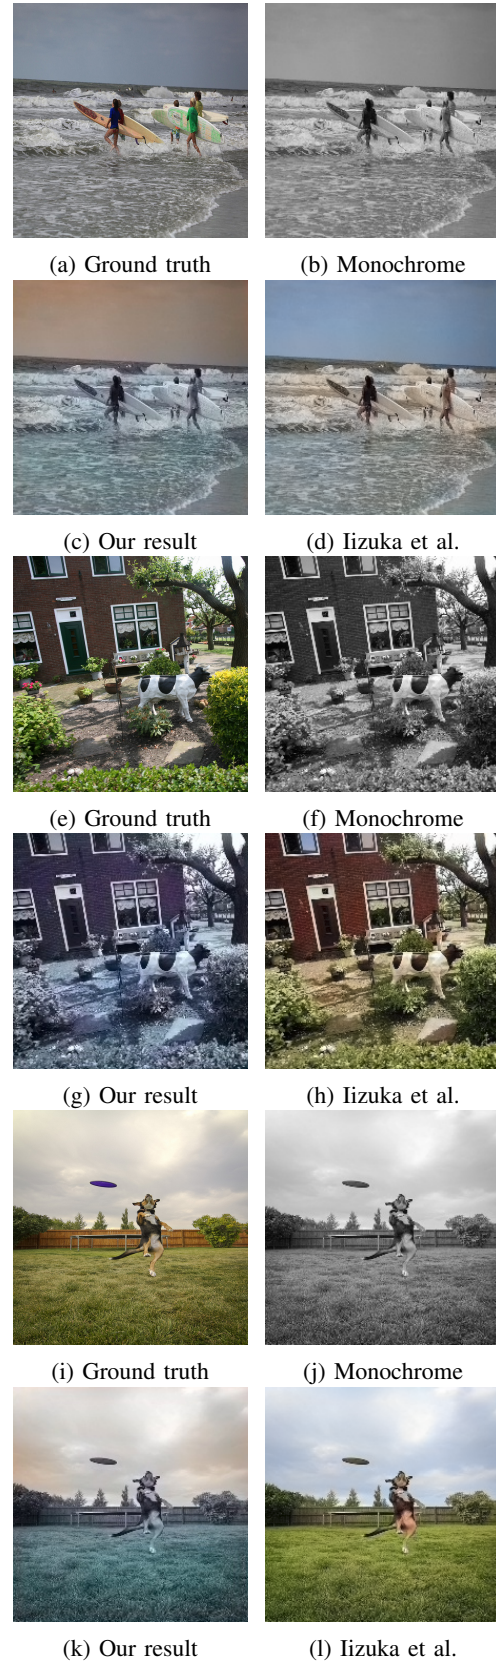 (a) Ground truth
(b) Monochrome
(c) Our result
(d) Iizuka et al.
(e) Ground truth
(f) Monochrome
(g) Our result
(h) Iizuka et al.
(i) Ground truth
(j) Monochrome
(k) Our result
(l) Iizuka et al.